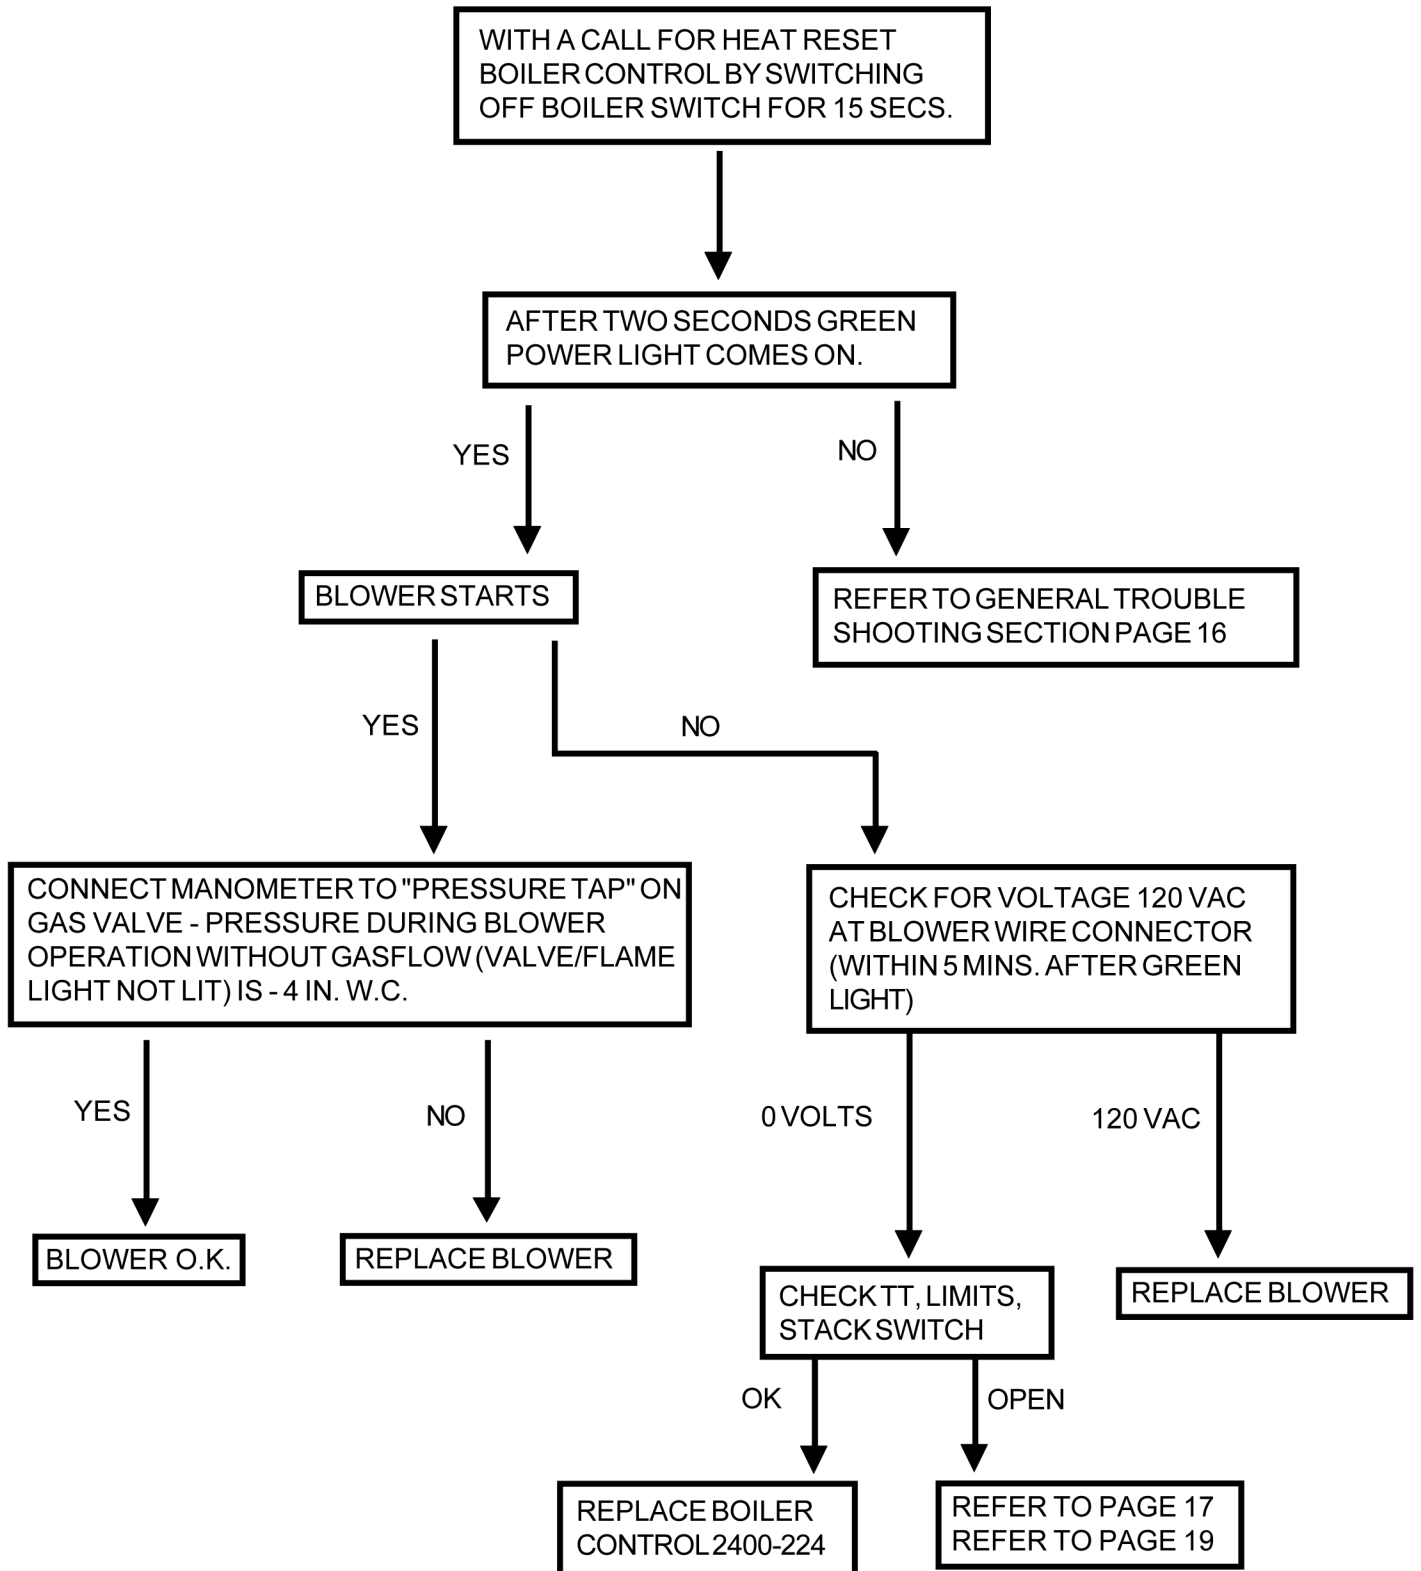 WITH A CALL FOR HEAT RESET
BOILER CONTROL BY SWITCHING
OFF BOILER SWITCH FOR 15 SECS.
AFTER TWO SECONDS GREEN
POWER LIGHT COMES ON.
YES
NO
BLOWER STARTS
REFER TO GENERAL TROUBLE
SHOOTING SECTION PAGE 16
YES
NO
CONNECT MANOMETER TO "PRESSURE TAP" ON
GAS VALVE - PRESSURE DURING BLOWER
OPERATION WITHOUT GASFLOW (VALVE/FLAME
LIGHT NOT LIT) IS - 4 IN. W.C.
CHECK FOR VOLTAGE 120 VAC
AT BLOWER WIRE CONNECTOR
(WITHIN 5 MINS. AFTER GREEN
LIGHT)
YES
NO
0 VOLTS
120 VAC
BLOWER O.K.
REPLACE BLOWER
CHECK TT, LIMITS,
STACK SWITCH
REPLACE BLOWER
OK
OPEN
REPLACE BOILER
CONTROL 2400-224
REFER TO PAGE 17
REFER TO PAGE 19